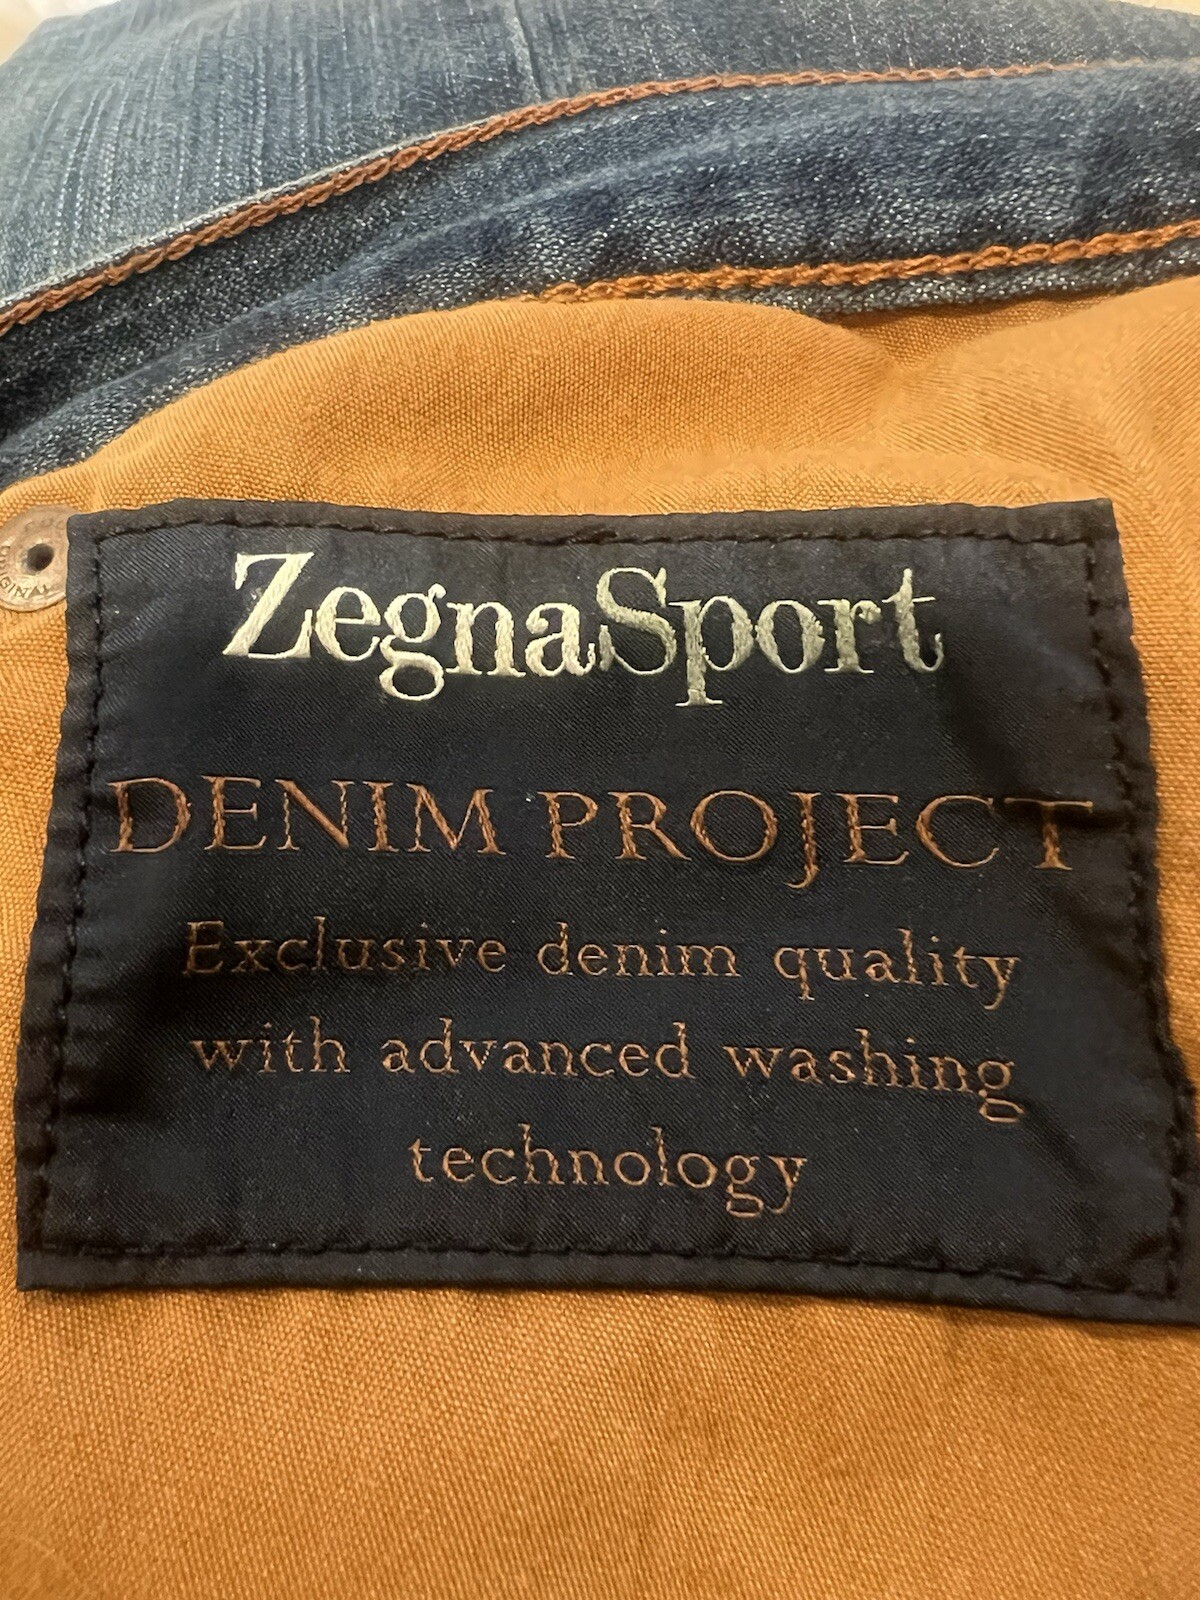 ZegnaSport
DENIM PROJECT
Exclusive denim quality
with advanced washing
technology